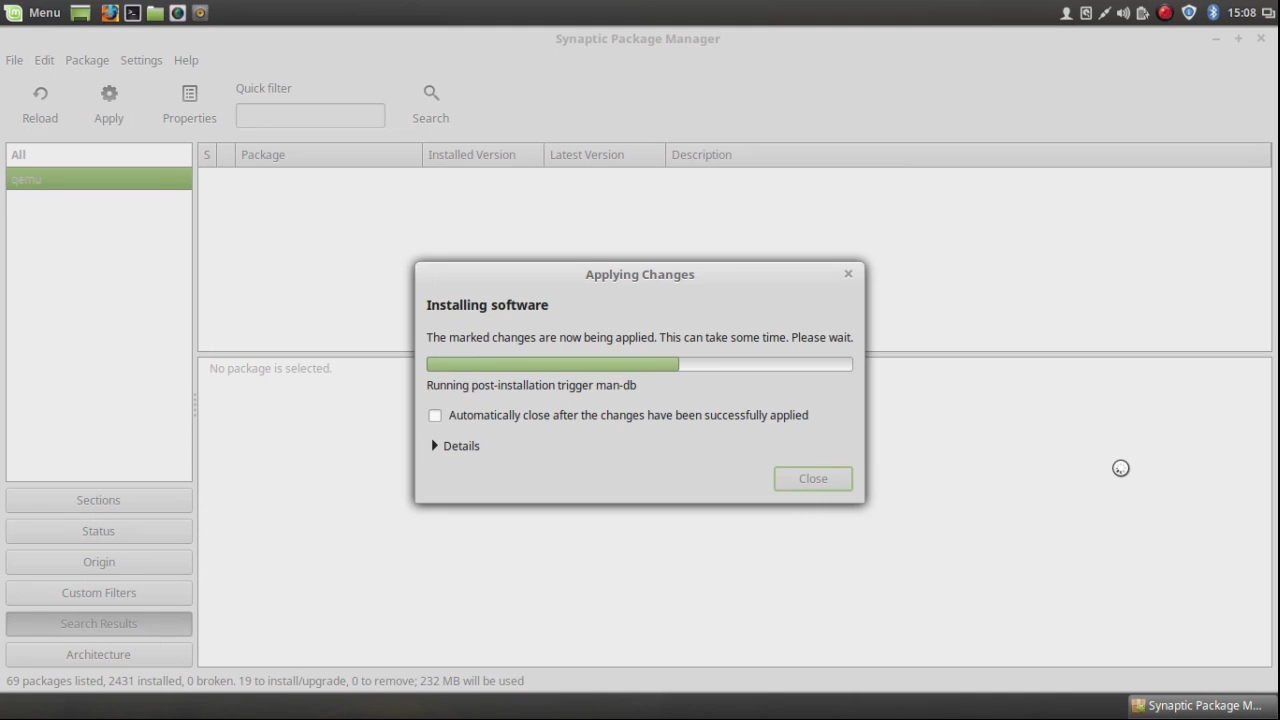 Menu
15:08
Synaptic Package Manager
File Edit Package Settings Help
Quick filter
Reload Apply Properties Search
All
S Package Installed Version Latest Version Description
qemu
Applying Changes
Installing software
The marked changes are now being applied. This can take some time. Please wait.
No package is selected.
Running post-installation trigger man-db
Automatically close after the changes have been successfully applied
Details
Close
Sections
Status
Origin
Custom Filters
Search Results
Architecture
69 packages listed, 2431 installed, 0 broken. 19 to install/upgrade, 0 to remove; 232 MB will be used
Synaptic Package M...